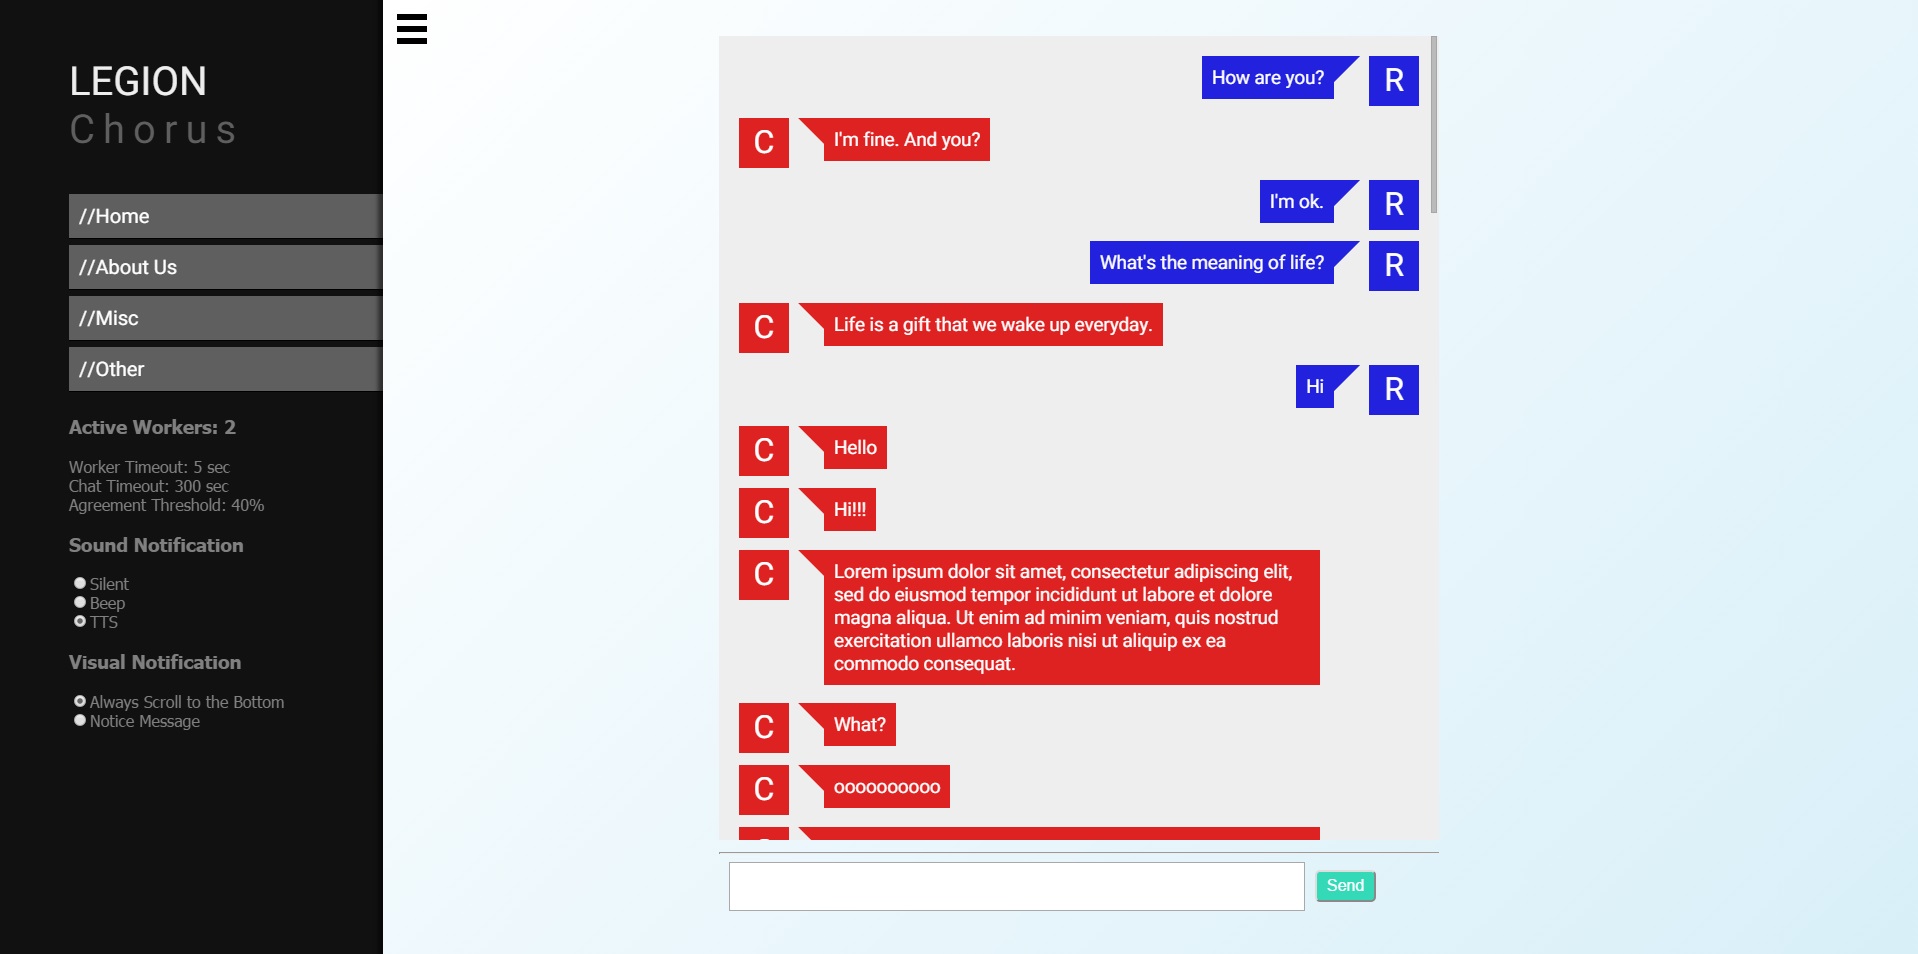 LEGION
Chorus
//Home
//About Us
//Misc
//Other
Active Workers: 2
Worker Timeout: 5 sec
Chat Timeout: 300 sec
Agreement Threshold: 40%
Sound Notification
Silent
Beep
TTS
Visual Notification
Always Scroll to the Bottom
Notice Message
How are you? R
C I'm fine. And you?
I'm ok. R
What's the meaning of life? R
C Life is a gift that we wake up everyday.
Hi R
C Hello
C Hi!!!
C Lorem ipsum dolor sit amet, consectetur adipiscing elit,
sed do eiusmod tempor incididunt ut labore et dolore
magna aliqua. Ut enim ad minim veniam, quis nostrud
exercitation ullamco laboris nisi ut aliquip ex ea
commodo consequat.
C What?
C oooooooooo
Send